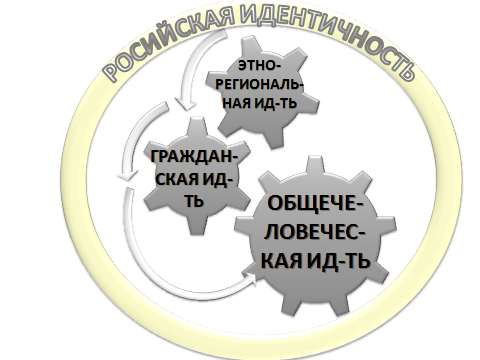 РОСИЙСКАЯ ИДЕНТИЧНОСТЬ
ЭТНО-
РЕГИОНАЛЬ-
НАЯ ИД-ТЬ
ГРАЖДАН-
СКАЯ ИД-
ТЬ
ОБЩЕЧЕ-
ЛОВЕЧЕС-
КАЯ ИД-ТЬ